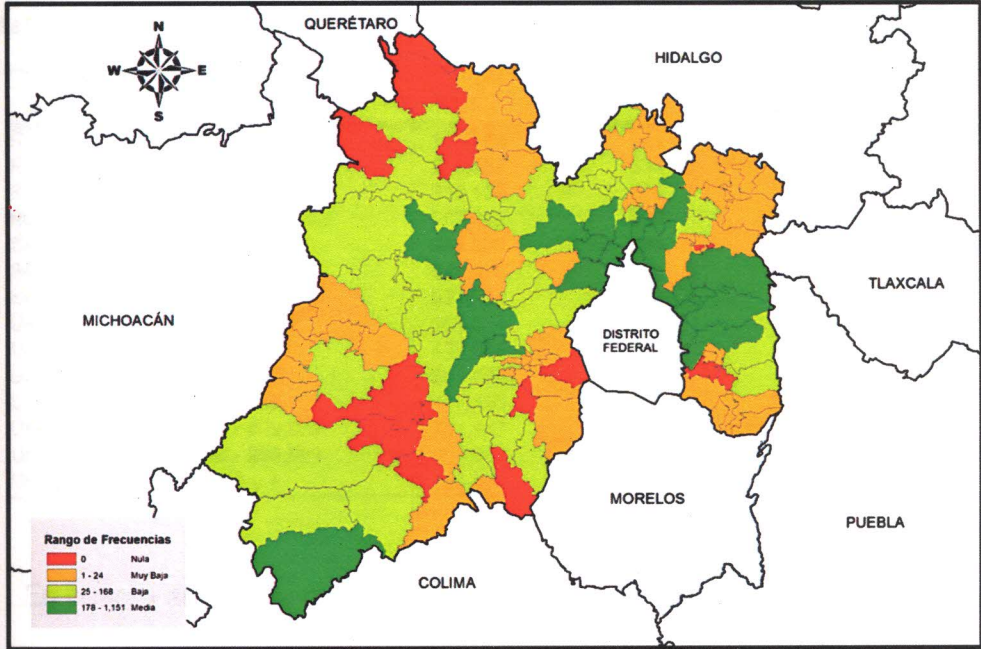 QUERÉTARO
N
HIDALGO
W
E
S
TLAXCALA
MICHOACÁN
DISTRITO
FEDERAL
MORELOS
PUEBLA
COLIMA
Rango de Frecuencias
0 Nula
1 - 24 Muy Baja
25 - 168 Baja
178 - 1,151 Media